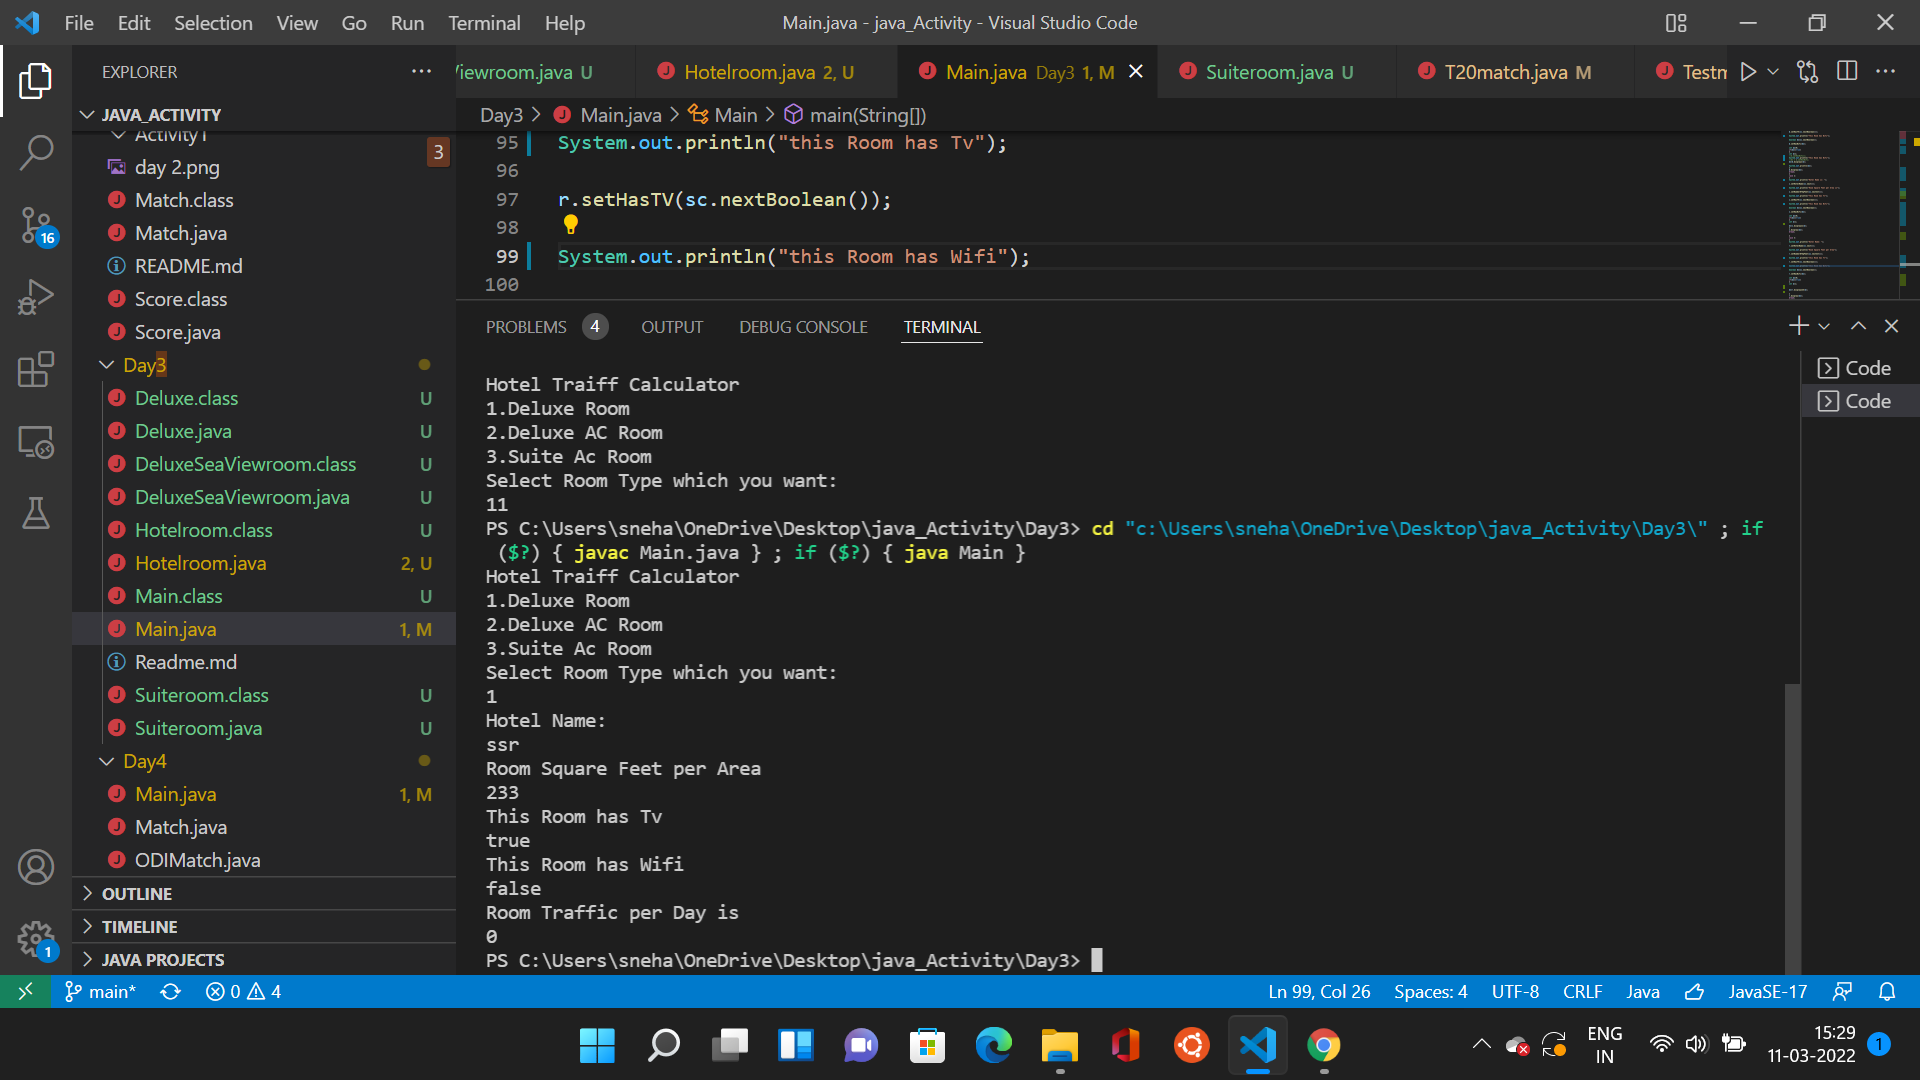 File Edit Selection View Go Run Terminal Help
Main.java - java_Activity - Visual Studio Code
EXPLORER
JAVA_ACTIVITY
Activity1
3
day 2.png
Match.class
Match.java
README.md
Score.class
Score.java
Day3
Deluxe.class U
Deluxe.java U
DeluxeSeaViewroom.class U
DeluxeSeaViewroom.java U
Hotelroom.class U
Hotelroom.java 2, U
Main.class U
Main.java 1, M
Readme.md
Suiteroom.class U
Suiteroom.java U
Day4
Main.java 1, M
Match.java
ODIMatch.java
OUTLINE
TIMELINE
JAVA PROJECTS
16
1
Viewroom.java U Hotelroom.java 2, U Main.java Day3 1, M Suiteroom.java U T20match.java M Testm
Day3 > Main.java > Main > main(String[])
95 System.out.println("this Room has Tv");
96
97 r.setHasTV(sc.nextBoolean());
98
99 System.out.println("this Room has Wifi");
100
PROBLEMS 4 OUTPUT DEBUG CONSOLE TERMINAL
Code
Code
Hotel Traiff Calculator
1.Deluxe Room
2.Deluxe AC Room
3.Suite Ac Room
Select Room Type which you want:
11
PS C:\Users\sneha\OneDrive\Desktop\java_Activity\Day3> cd "c:\Users\sneha\OneDrive\Desktop\java_Activity\Day3\" ; if
($?) { javac Main.java } ; if ($?) { java Main }
Hotel Traiff Calculator
1.Deluxe Room
2.Deluxe AC Room
3.Suite Ac Room
Select Room Type which you want:
1
Hotel Name:
ssr
Room Square Feet per Area
233
This Room has Tv
true
This Room has Wifi
false
Room Traffic per Day is
0
PS C:\Users\sneha\OneDrive\Desktop\java_Activity\Day3>
main* 0 4 Ln 99, Col 26 Spaces: 4 UTF-8 CRLF Java JavaSE-17
ENG
IN
15:29
11-03-2022
1